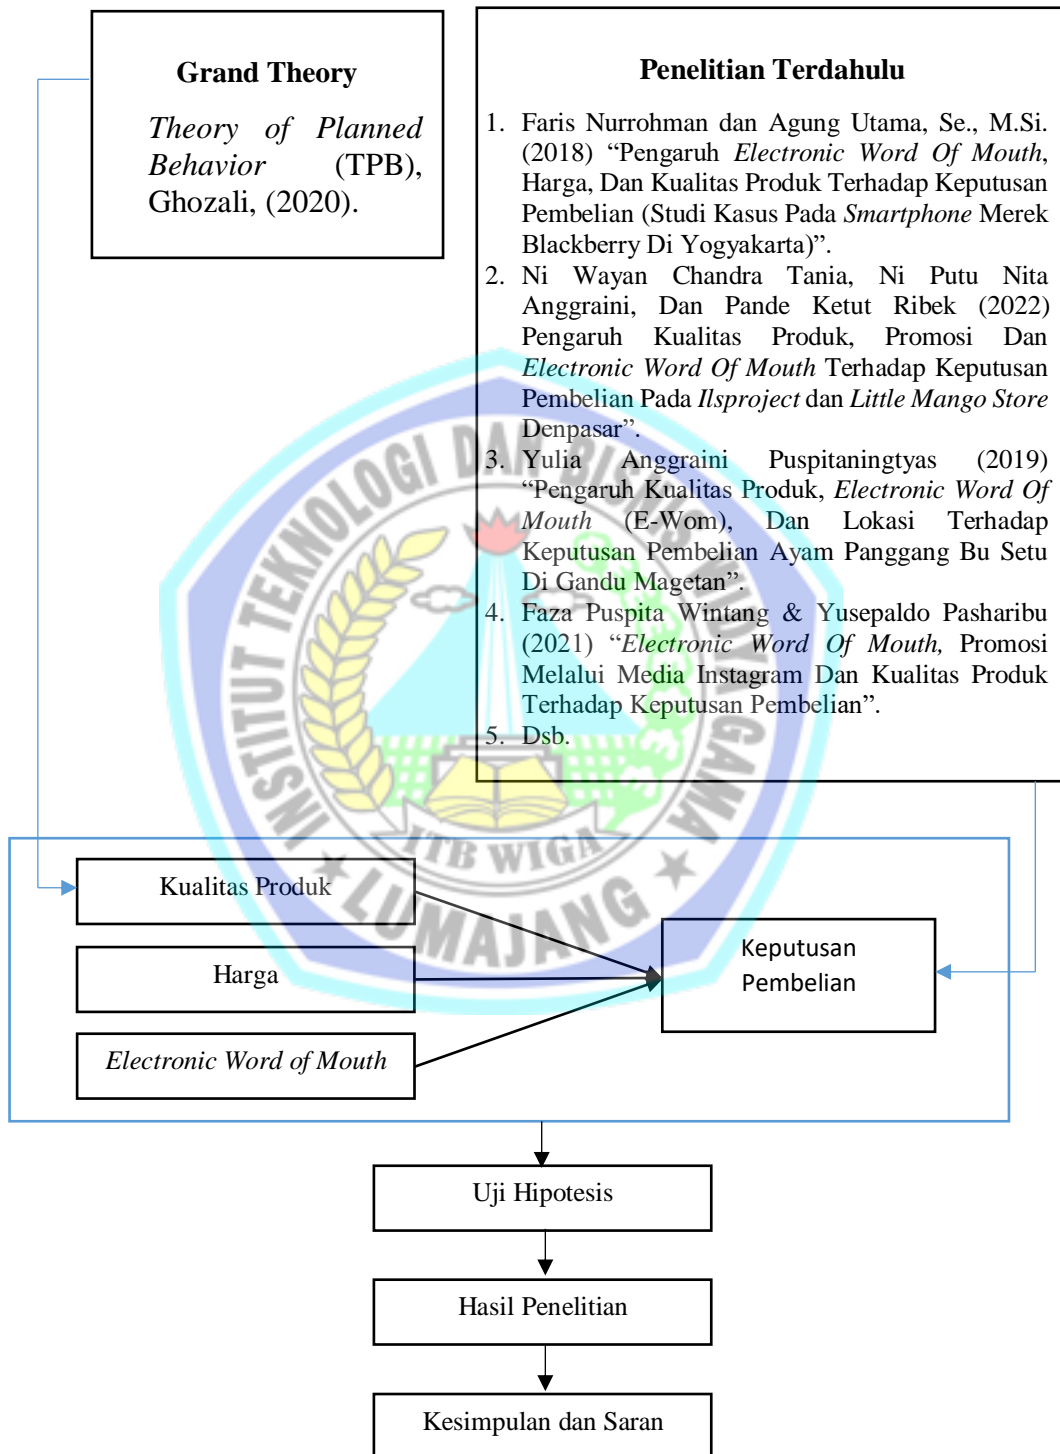 Grand Theory
Theory of Planned
Behavior (TPB),
Ghozali, (2020).
Penelitian Terdahulu
1. Faris Nurrohman dan Agung Utama, Se., M.Si.
(2018) “Pengaruh Electronic Word Of Mouth,
Harga, Dan Kualitas Produk Terhadap Keputusan
Pembelian (Studi Kasus Pada Smartphone Merek
Blackberry Di Yogyakarta)”.
2. Ni Wayan Chandra Tania, Ni Putu Nita
Anggraini, Dan Pande Ketut Ribek (2022)
Pengaruh Kualitas Produk, Promosi Dan
Electronic Word Of Mouth Terhadap Keputusan
Pembelian Pada Ilsproject dan Little Mango Store
Denpasar”.
3. Yulia Anggraini Puspitaningtyas (2019)
“Pengaruh Kualitas Produk, Electronic Word Of
Mouth (E-Wom), Dan Lokasi Terhadap
Keputusan Pembelian Ayam Panggang Bu Setu
Di Gandu Magetan”.
4. Faza Puspita Wintang & Yusepaldo Pasharibu
(2021) “Electronic Word Of Mouth, Promosi
Melalui Media Instagram Dan Kualitas Produk
Terhadap Keputusan Pembelian”.
5. Dsb.
INSTITUT TEKNOLOGI DAN BISNIS WIDYA GAMA
ITB WIGA
LUMAJANG
Kualitas Produk
Harga
Electronic Word of Mouth
Keputusan
Pembelian
Uji Hipotesis
Hasil Penelitian
Kesimpulan dan Saran